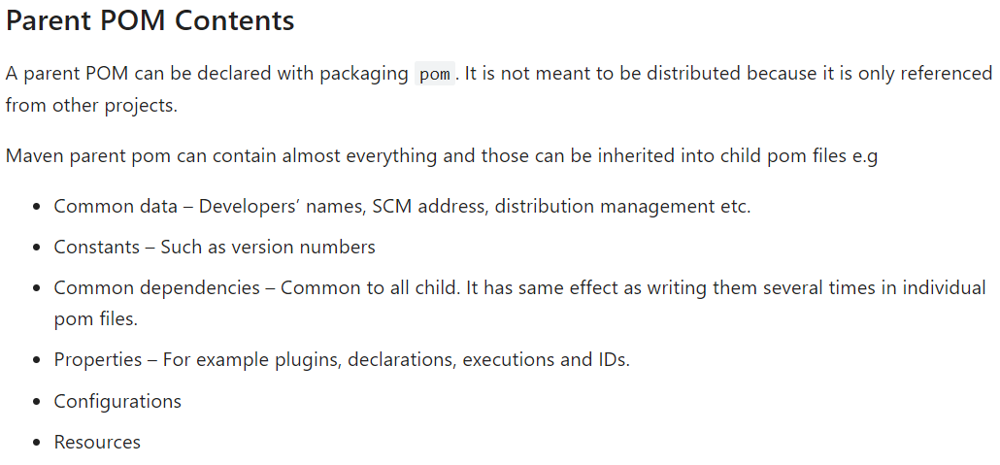 Parent POM Contents
A parent POM can be declared with packaging pom. It is not meant to be distributed because it is only referenced
from other projects.
Maven parent pom can contain almost everything and those can be inherited into child pom files e.g
• Common data – Developers’ names, SCM address, distribution management etc.
• Constants – Such as version numbers
• Common dependencies – Common to all child. It has same effect as writing them several times in individual
pom files.
• Properties – For example plugins, declarations, executions and IDs.
• Configurations
• Resources